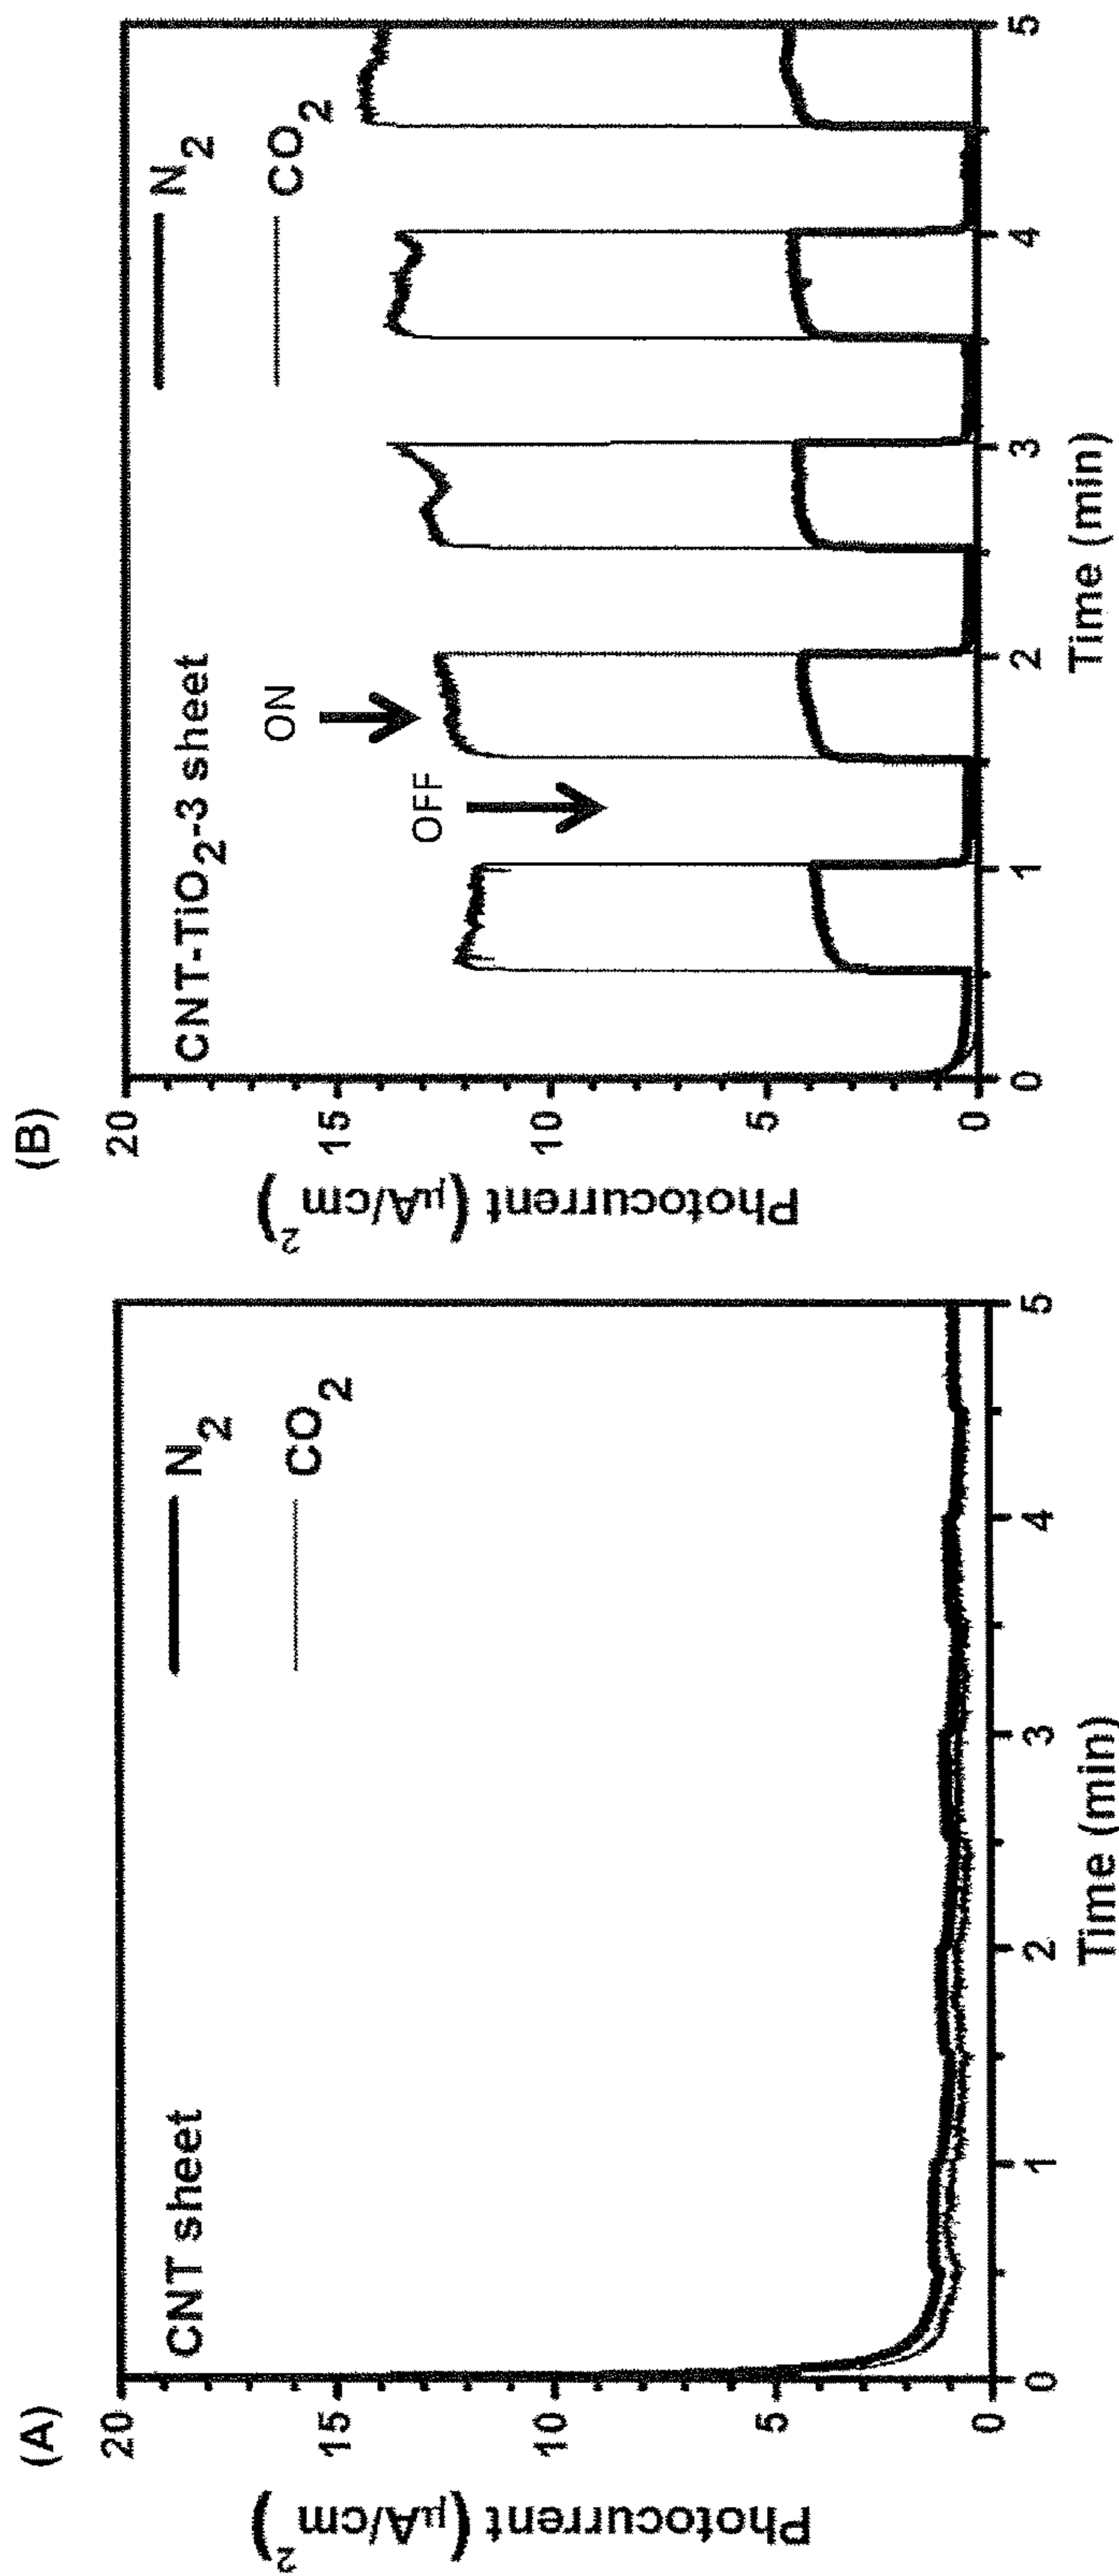 (A)
CNT sheet
N2
CO2
20
15
10
5
0
Photocurrent (μA/cm2)
0 1 2 3 4 5
Time (min)
(B)
CNT-TiO2-3 sheet
N2
CO2
ON
OFF
20
15
10
5
0
Photocurrent (μA/cm2)
0 1 2 3 4 5
Time (min)